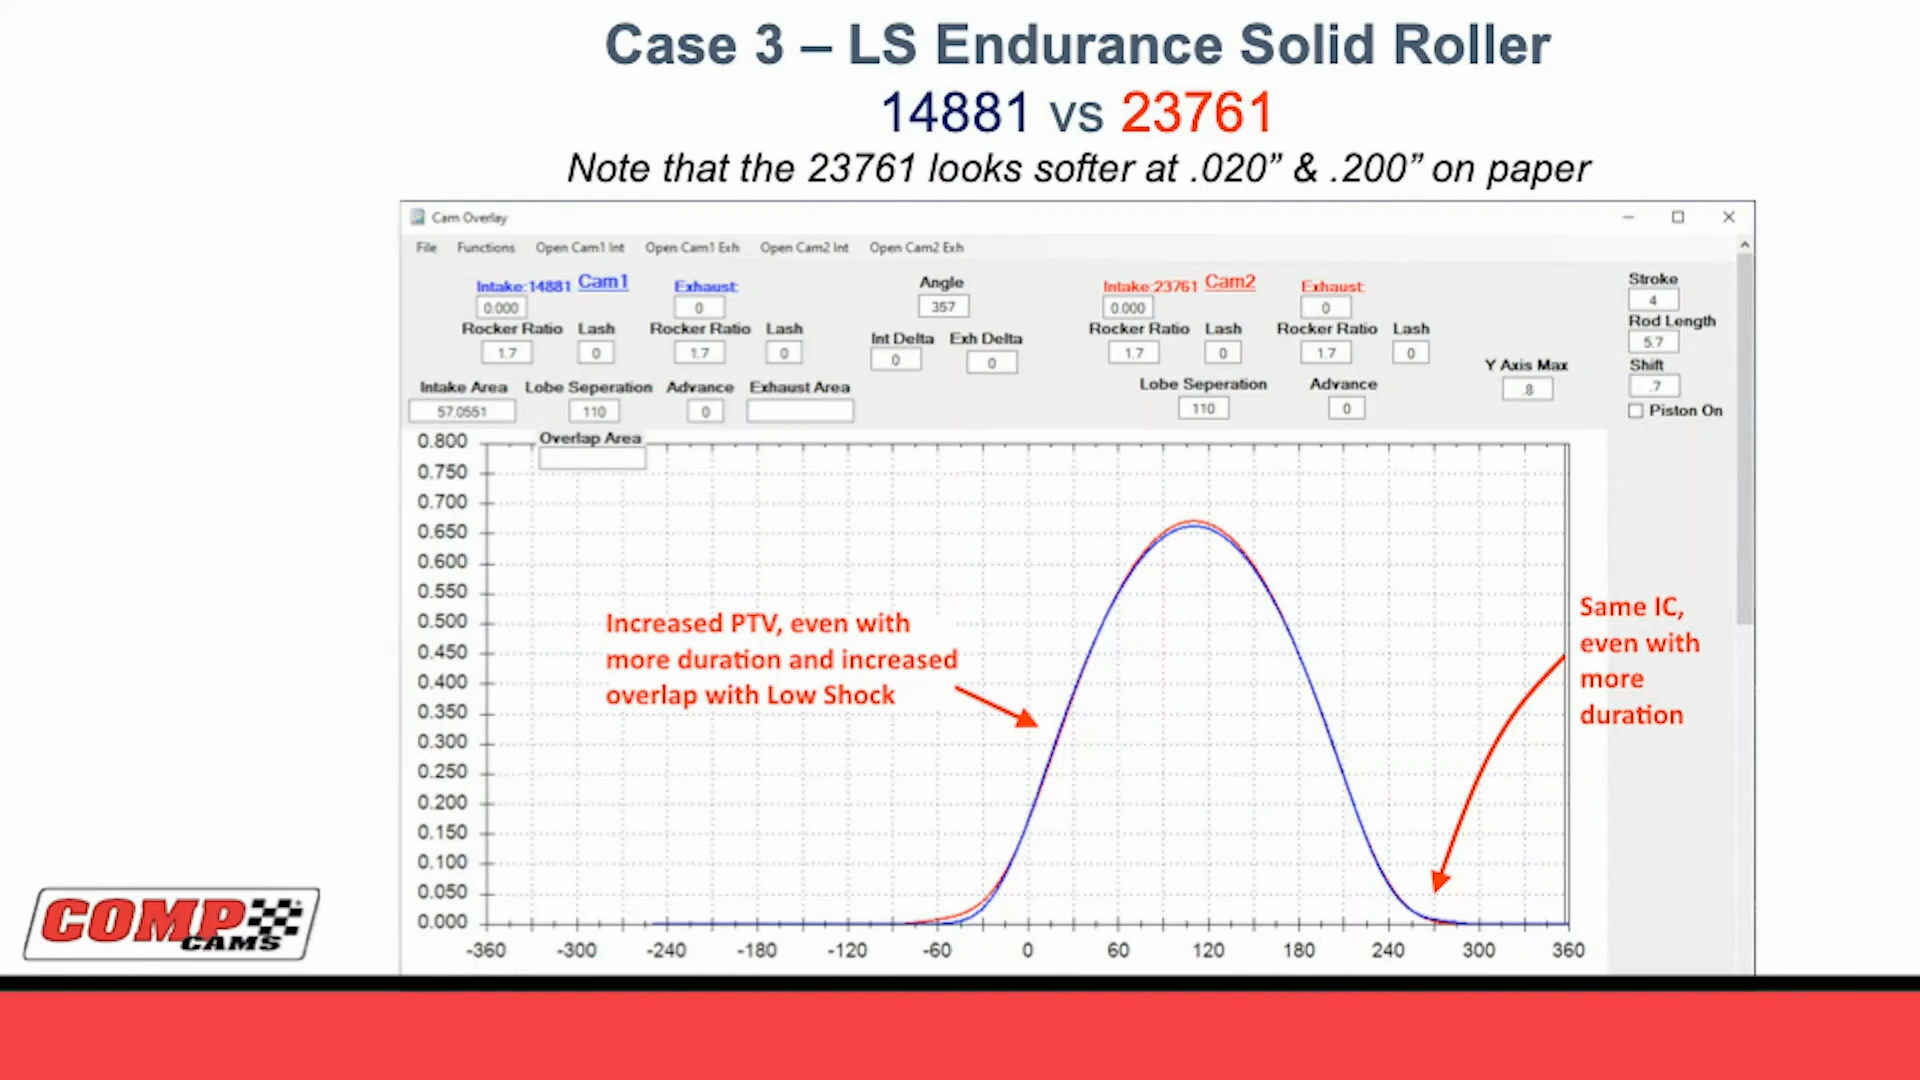 Case 3 – LS Endurance Solid Roller
14881 vs 23761
Note that the 23761 looks softer at .020” & .200” on paper
Cam Overlay
File Functions Open Cam1 Int Open Cam1 Exh Open Cam2 Int Open Cam2 Exh
Intake:14881 Cam1 Exhaust: Angle Intake:23761 Cam2 Exhaust: Stroke
0.000 0 357 0.000 0 4
Rocker Ratio Lash Rocker Ratio Lash Int Delta Exh Delta Rocker Ratio Lash Rocker Ratio Lash Rod Length
1.7 0 1.7 0 0 0 1.7 0 1.7 0 5.7
Intake Area Lobe Seperation Advance Exhaust Area Lobe Seperation Advance Y Axis Max Shift
57.0551 110 0 110 0 .8 .7
Piston On
Overlap Area
0.800
0.750
0.700
0.650
0.600
0.550
0.500
0.450
0.400
0.350
0.300
0.250
0.200
0.150
0.100
0.050
0.000
-360 -300 -240 -180 -120 -60 0 60 120 180 240 300 360
Increased PTV, even with
more duration and increased
overlap with Low Shock
Same IC,
even with
more
duration
COMP
CAMS